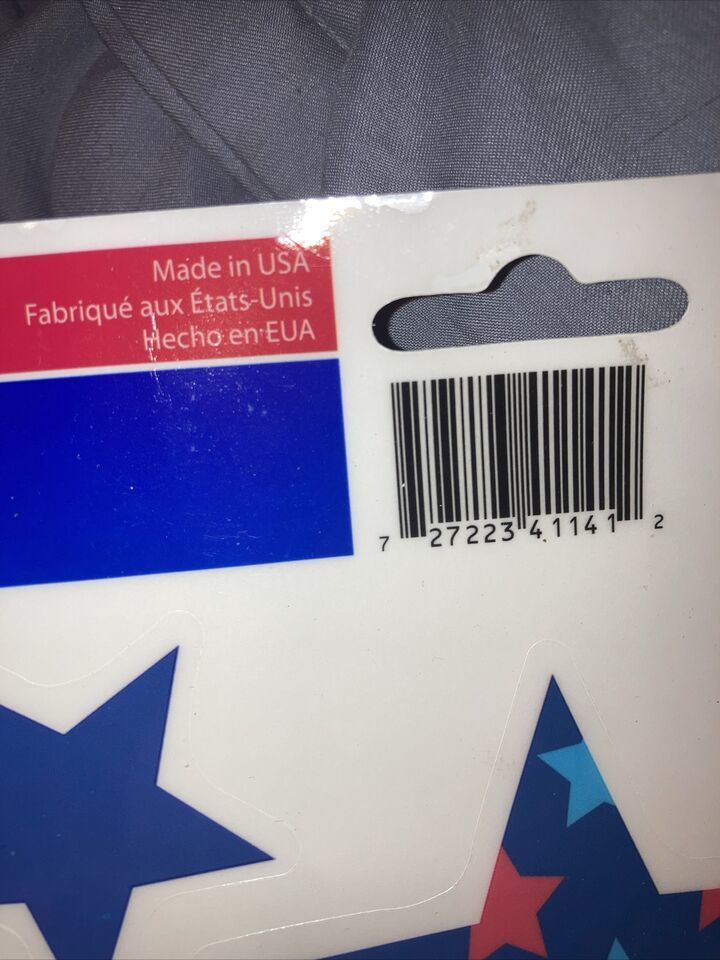 Made in USA
Fabriqué aux États-Unis
Hecho en EUA
7 27223 41141 2